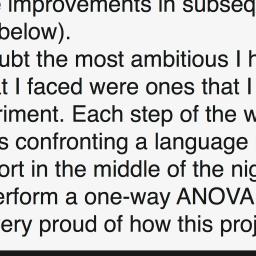 improvements in subseq
below).
ubt the most ambitious I h
at I faced were ones that I
riment. Each step of the w
s confronting a language
ort in the middle of the nig
erform a one-way ANOVA
ery proud of how this proj